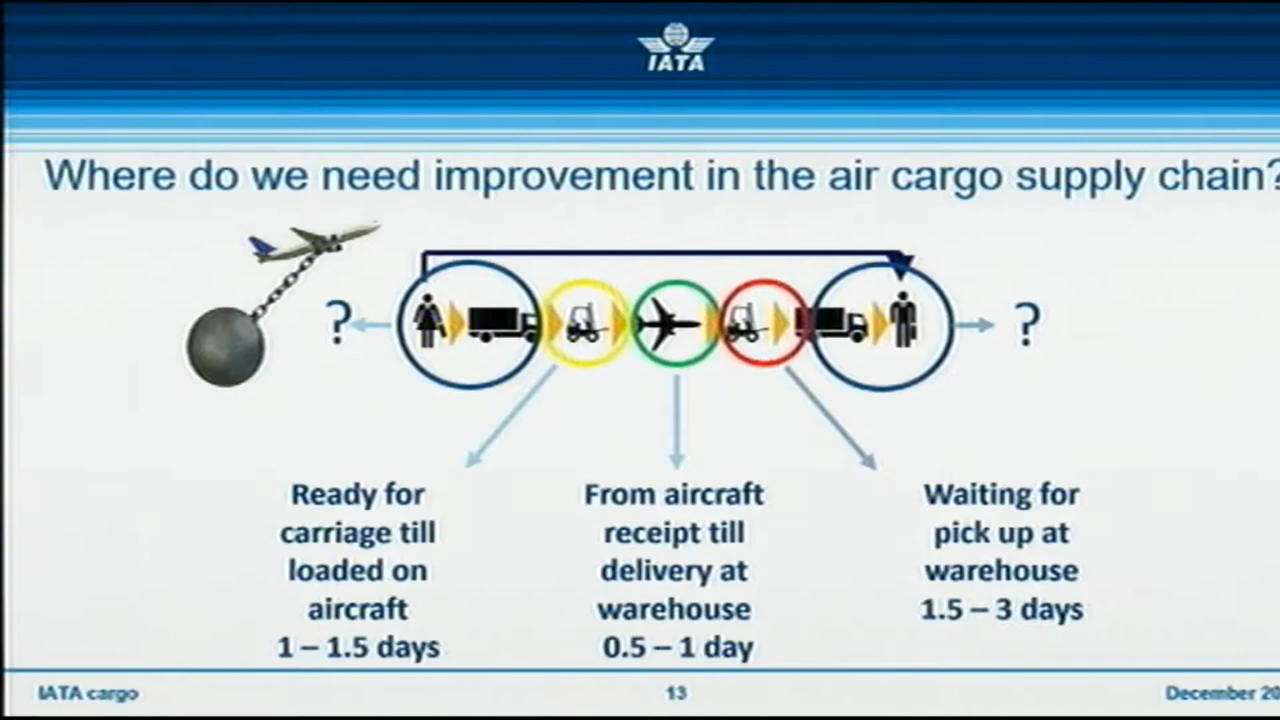 IATA
Where do we need improvement in the air cargo supply chain?
? ?
Ready for
carriage till
loaded on
aircraft
1 – 1.5 days
From aircraft
receipt till
delivery at
warehouse
0.5 – 1 day
Waiting for
pick up at
warehouse
1.5 – 3 days
IATA cargo
13
December 20